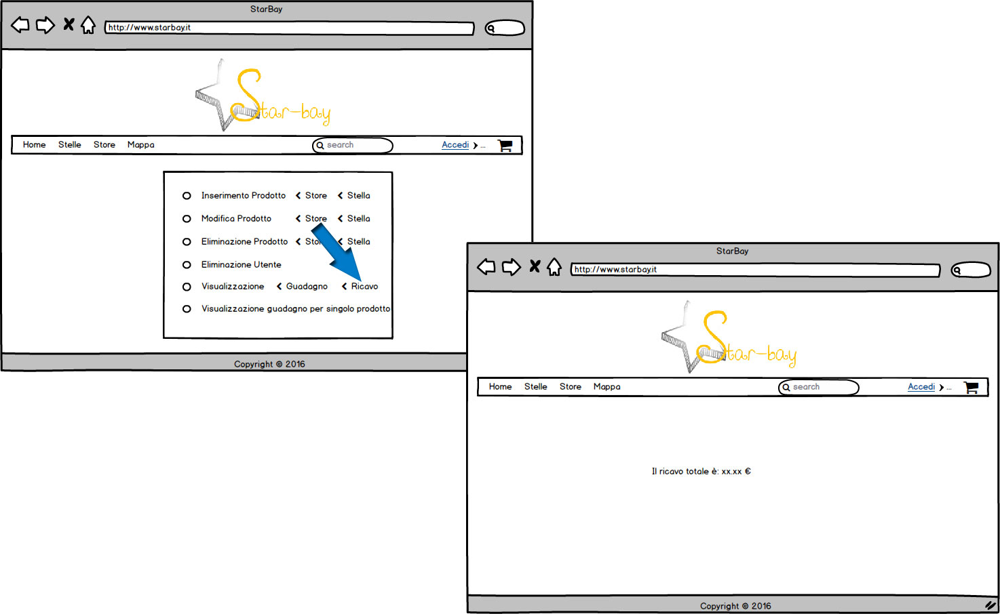 StarBay
http://www.starbay.it
Star-bay
Home Stelle Store Mappa search Accedi ...
Inserimento Prodotto Store Stella
Modifica Prodotto Store Stella
Eliminazione Prodotto Stella
Eliminazione Utente
Visualizzazione Guadagno Ricavo
Visualizzazione guadagno per singolo prodotto
Copyright © 2016
StarBay
http://www.starbay.it
Star-bay
Home Stelle Store Mappa search Accedi ...
Il ricavo totale è: xx.xx €
Copyright © 2016